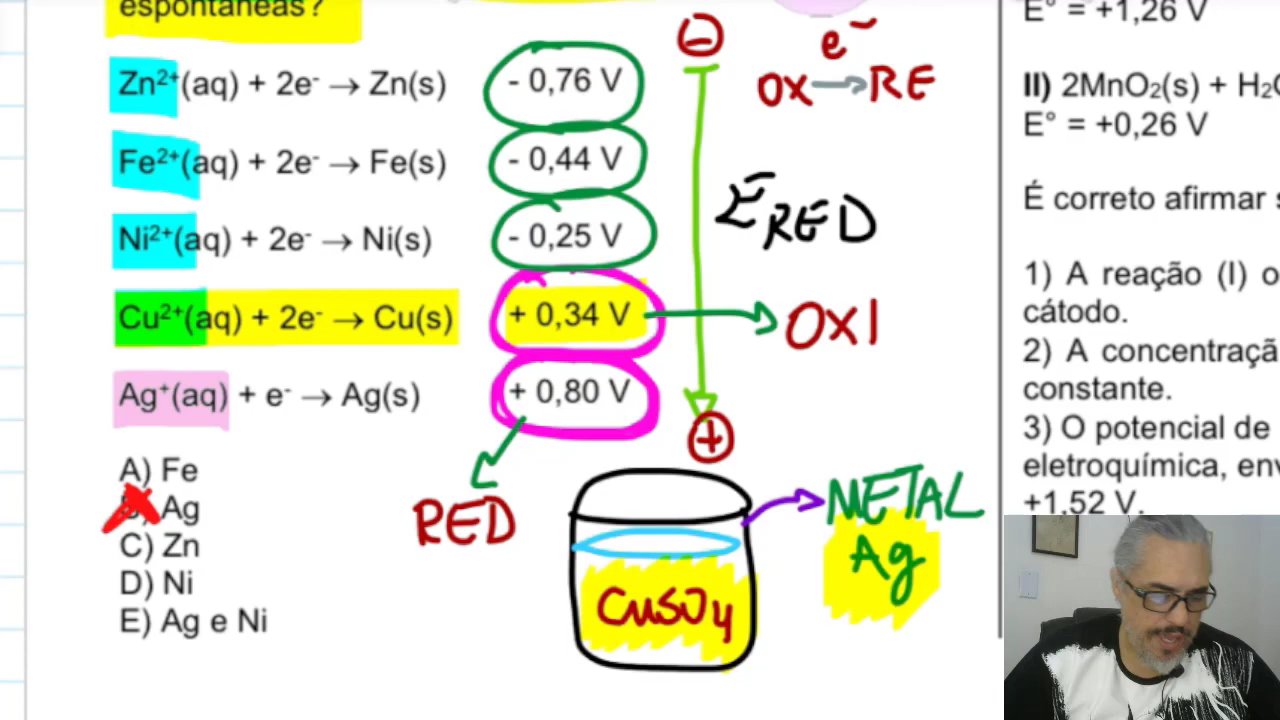 espontâneas?
Zn²⁺(aq) + 2e⁻ → Zn(s) - 0,76 V
Fe²⁺(aq) + 2e⁻ → Fe(s) - 0,44 V
Ni²⁺(aq) + 2e⁻ → Ni(s) - 0,25 V
Cu²⁺(aq) + 2e⁻ → Cu(s) + 0,34 V
Ag⁺(aq) + e⁻ → Ag(s) + 0,80 V
A) Fe
Ag
C) Zn
D) Ni
E) Ag e Ni
⊖
e⁻
OX → RE
ERED
OXI
⊕
RED
CuSO₄
METAL
Ag
E° = +1,26 V
II) 2MnO₂(s) + H₂
E° = +0,26 V
É correto afirmar
1) A reação (I)
cátodo.
2) A
constante.
3) O potencial de
eletroquímica,
+1,52 V.